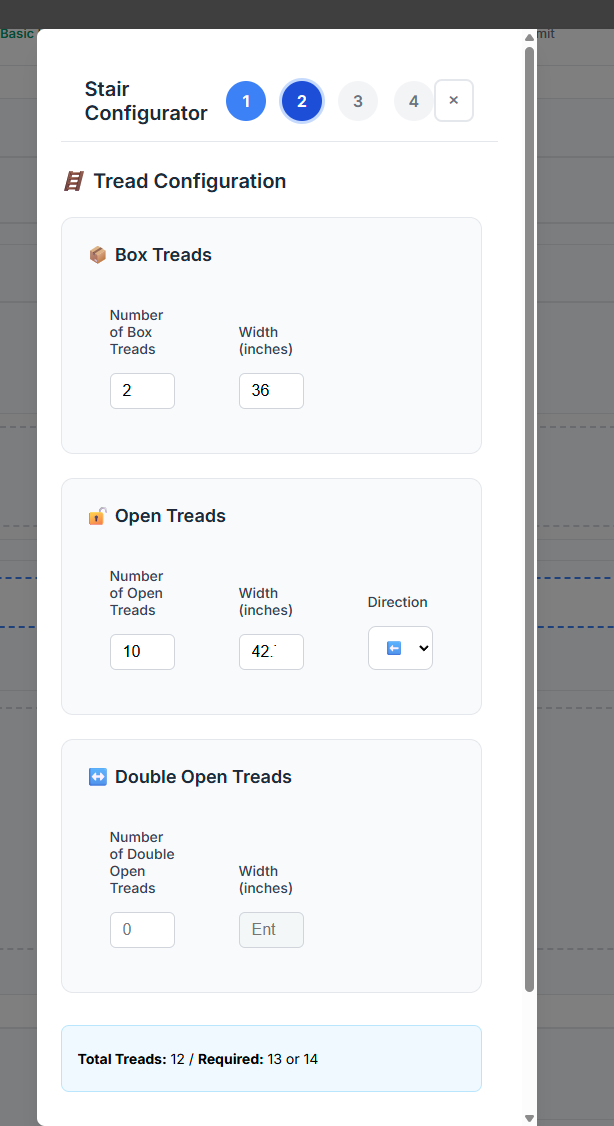 Basic
mit
Stair
Configurator
1
2
3
4
×
Tread Configuration
Box Treads
Number
of Box
Treads
Width
(inches)
2
36
Open Treads
Number
of Open
Treads
Width
(inches)
Direction
10
42.
Double Open Treads
Number
of Double
Open
Treads
Width
(inches)
0
Ent
Total Treads: 12 / Required: 13 or 14